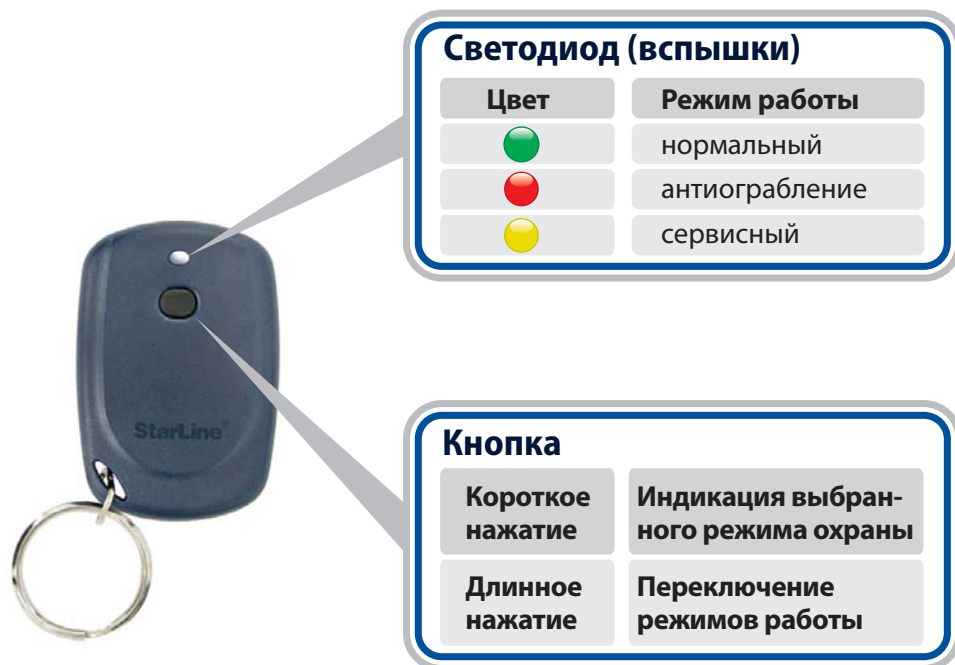 Светодиод (вспышки)
Цвет Режим работы
нормальный
антиограбление
сервисный
StarLine®
Кнопка
Короткое нажатие
Индикация выбран-
ного режима охраны
Длинное нажатие
Переключение
режимов работы